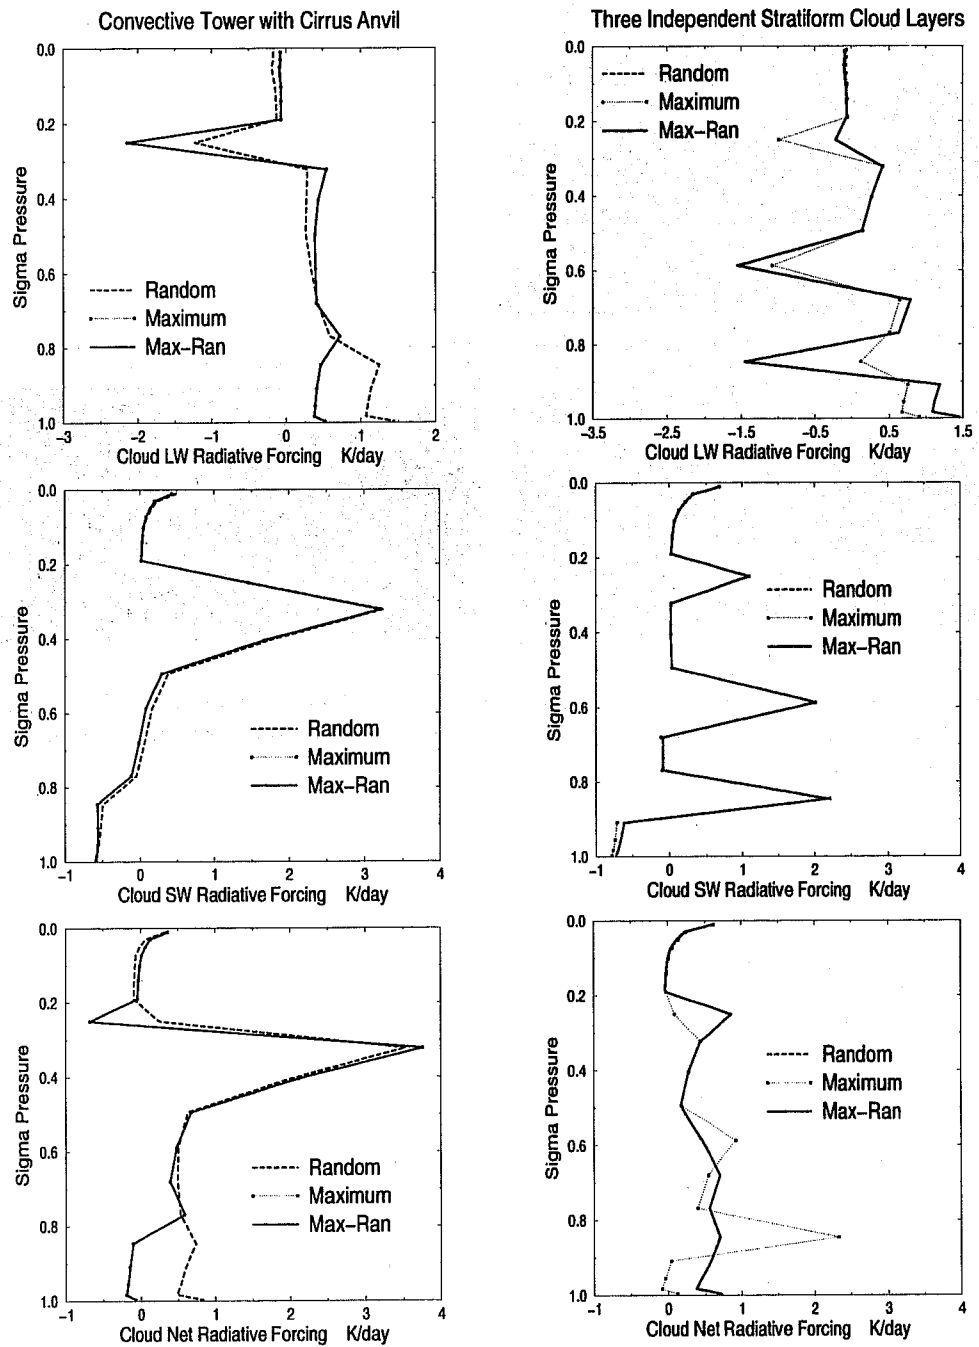 Convective Tower with Cirrus Anvil
0.0
0.2
0.4
0.6
0.8
1.0
Sigma Pressure
Random
Maximum
Max-Ran
-3 -2 -1 0 1 2
Cloud LW Radiative Forcing K/day
0.0
0.2
0.4
0.6
0.8
1.0
Sigma Pressure
Random
Maximum
Max-Ran
-1 0 1 2 3 4
Cloud SW Radiative Forcing K/day
0.0
0.2
0.4
0.6
0.8
1.0
Sigma Pressure
Random
Maximum
Max-Ran
-1 0 1 2 3 4
Cloud Net Radiative Forcing K/day
Three Independent Stratiform Cloud Layers
0.0
0.2
0.4
0.6
0.8
1.0
Sigma Pressure
Random
Maximum
Max-Ran
-3.5 -2.5 -1.5 -0.5 0.5 1.5
Cloud LW Radiative Forcing K/day
0.0
0.2
0.4
0.6
0.8
1.0
Sigma Pressure
Random
Maximum
Max-Ran
-1 0 1 2 3 4
Cloud SW Radiative Forcing K/day
0.0
0.2
0.4
0.6
0.8
1.0
Sigma Pressure
Random
Maximum
Max-Ran
-1 0 1 2 3 4
Cloud Net Radiative Forcing K/day